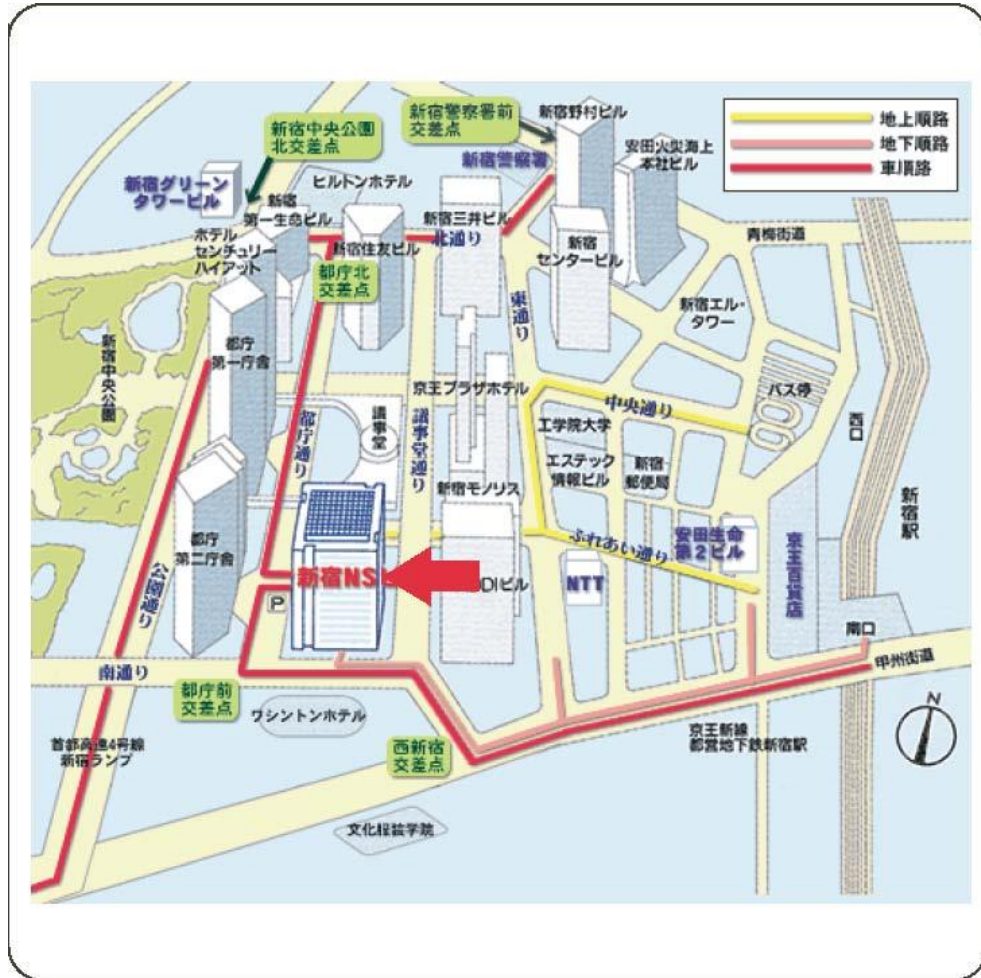 新宿中央公園
北交差点
新宿警察署前
交差点
新宿野村ビル
地上順路
地下順路
車順路
安田火災海上
本社ビル
新宿警察署
新宿グリーン
タワービル
ヒルトンホテル
新宿
第一生命ビル
新宿三井ビル
北通り
新宿住友ビル
新宿
センタービル
青梅街道
ホテル
センチュリー
ハイアット
都庁北
交差点
東通り
新宿エル・
タワー
新宿中央公園
都庁
第一庁舎
京王プラザホテル
中央通り
バス停
西口
都庁通り
議事堂
議事堂通り
工学院大学
エステック
情報ビル
新宿
郵便局
新宿モノリス
新宿駅
都庁
第二庁舎
ふれあい通り
安田生命
第2ビル
京王百貨店
新宿NS
DIビル
NTT
公園通り
P
南口
甲州街道
南通り
都庁前
交差点
ワシントンホテル
N
首都高速4号線
新宿ランプ
西新宿
交差点
京王新線
都営地下鉄新宿駅
文化服装学院